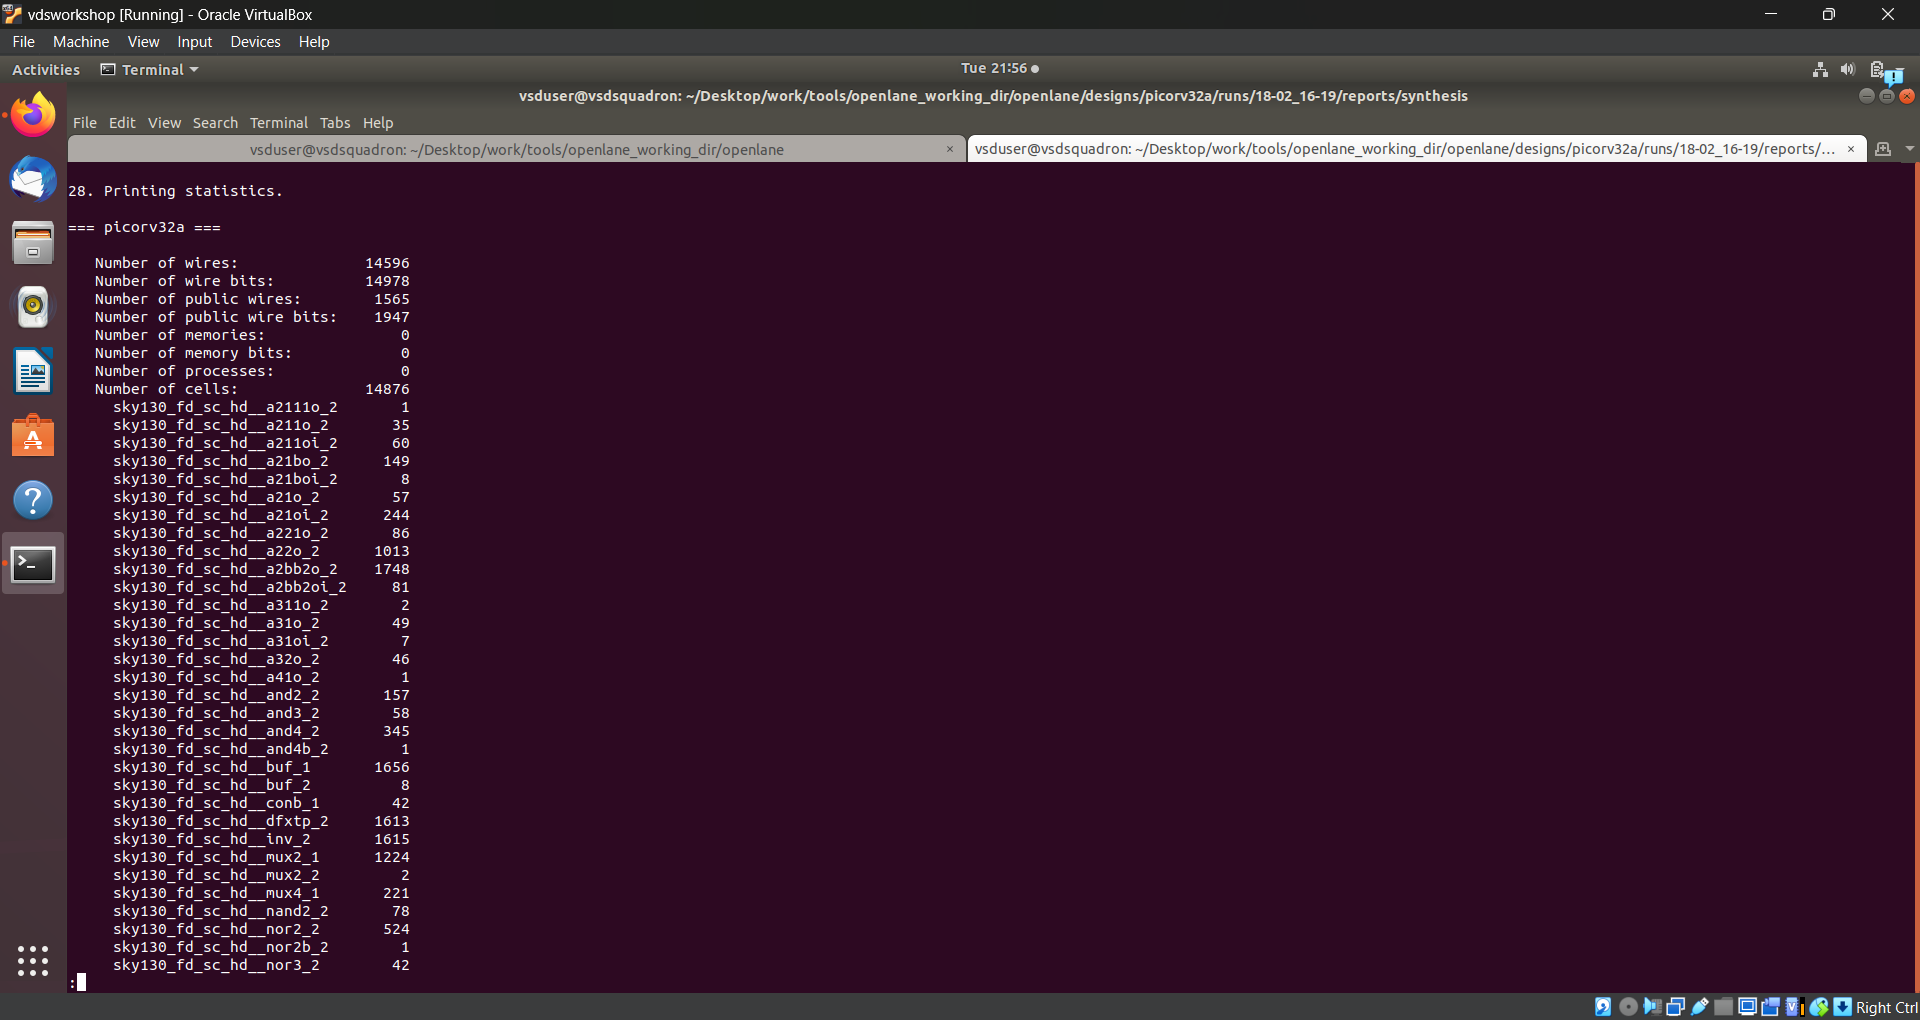 vdsworkshop [Running] - Oracle VirtualBox
File Machine View Input Devices Help
Activities Terminal Tue 21:56
vsduser@vsdsquadron: ~/Desktop/work/tools/openlane_working_dir/openlane/designs/picorv32a/runs/18-02_16-19/reports/synthesis
File Edit View Search Terminal Tabs Help
vsduser@vsdsquadron: ~/Desktop/work/tools/openlane_working_dir/openlane × vsduser@vsdsquadron: ~/Desktop/work/tools/openlane_working_dir/openlane/designs/picorv32a/runs/18-02_16-19/reports/... ×
28. Printing statistics.
=== picorv32a ===
Number of wires: 14596
Number of wire bits: 14978
Number of public wires: 1565
Number of public wire bits: 1947
Number of memories: 0
Number of memory bits: 0
Number of processes: 0
Number of cells: 14876
sky130_fd_sc_hd__a2111o_2 1
sky130_fd_sc_hd__a211o_2 35
sky130_fd_sc_hd__a211oi_2 60
sky130_fd_sc_hd__a21bo_2 149
sky130_fd_sc_hd__a21boi_2 8
sky130_fd_sc_hd__a21o_2 57
sky130_fd_sc_hd__a21oi_2 244
sky130_fd_sc_hd__a221o_2 86
sky130_fd_sc_hd__a22o_2 1013
sky130_fd_sc_hd__a2bb2o_2 1748
sky130_fd_sc_hd__a2bb2oi_2 81
sky130_fd_sc_hd__a311o_2 2
sky130_fd_sc_hd__a31o_2 49
sky130_fd_sc_hd__a31oi_2 7
sky130_fd_sc_hd__a32o_2 46
sky130_fd_sc_hd__a41o_2 1
sky130_fd_sc_hd__and2_2 157
sky130_fd_sc_hd__and3_2 58
sky130_fd_sc_hd__and4_2 345
sky130_fd_sc_hd__and4b_2 1
sky130_fd_sc_hd__buf_1 1656
sky130_fd_sc_hd__buf_2 8
sky130_fd_sc_hd__conb_1 42
sky130_fd_sc_hd__dfxtp_2 1613
sky130_fd_sc_hd__inv_2 1615
sky130_fd_sc_hd__mux2_1 1224
sky130_fd_sc_hd__mux2_2 2
sky130_fd_sc_hd__mux4_1 221
sky130_fd_sc_hd__nand2_2 78
sky130_fd_sc_hd__nor2_2 524
sky130_fd_sc_hd__nor2b_2 1
sky130_fd_sc_hd__nor3_2 42
:
Right Ctrl